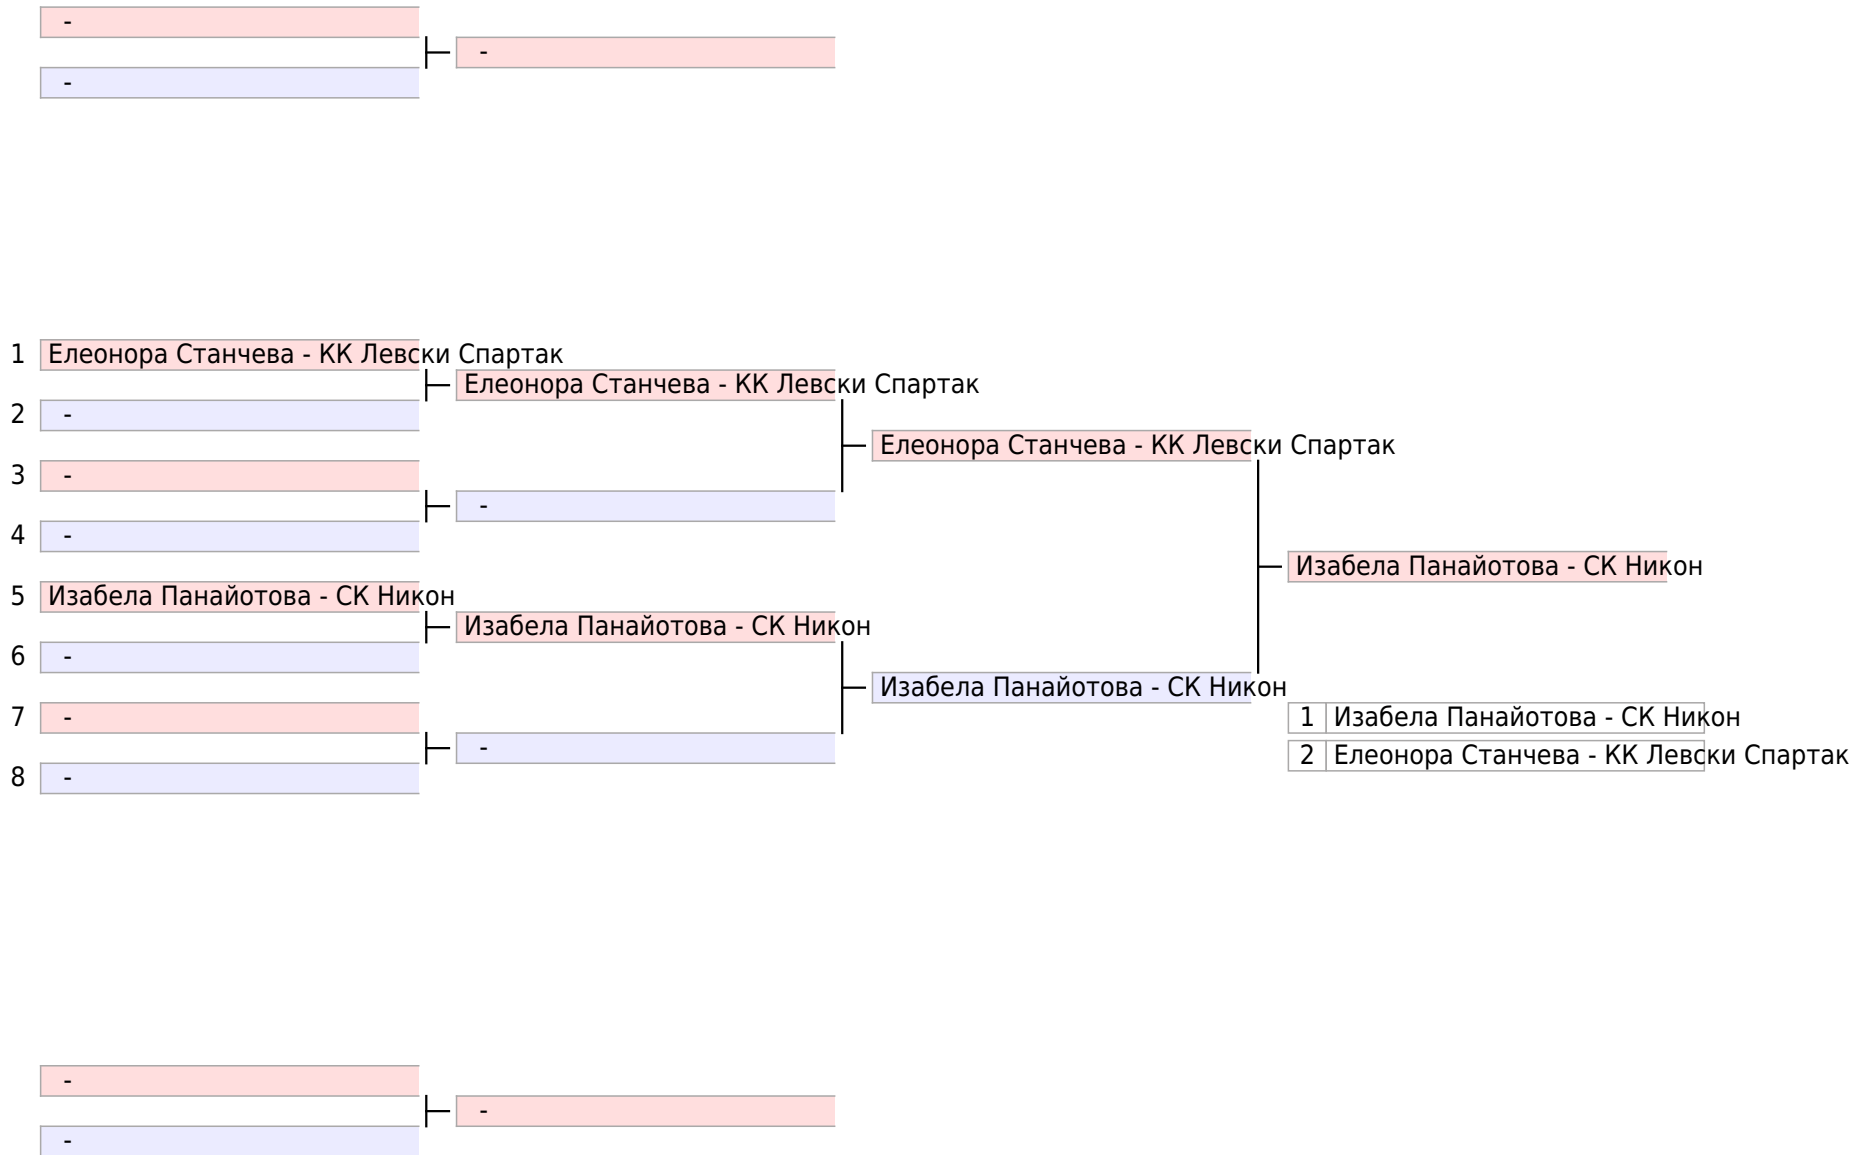 -
-
-
1 Елеонора Станчева - КК Левски Спартак
Елеонора Станчева - КК Левски Спартак
2 -
Елеонора Станчева - КК Левски Спартак
3 -
-
4 -
Изабела Панайотова - СК Никон
5 Изабела Панайотова - СК Никон
Изабела Панайотова - СК Никон
6 -
Изабела Панайотова - СК Никон
7 -
1 Изабела Панайотова - СК Никон
-
2 Елеонора Станчева - КК Левски Спартак
8 -
-
-
-